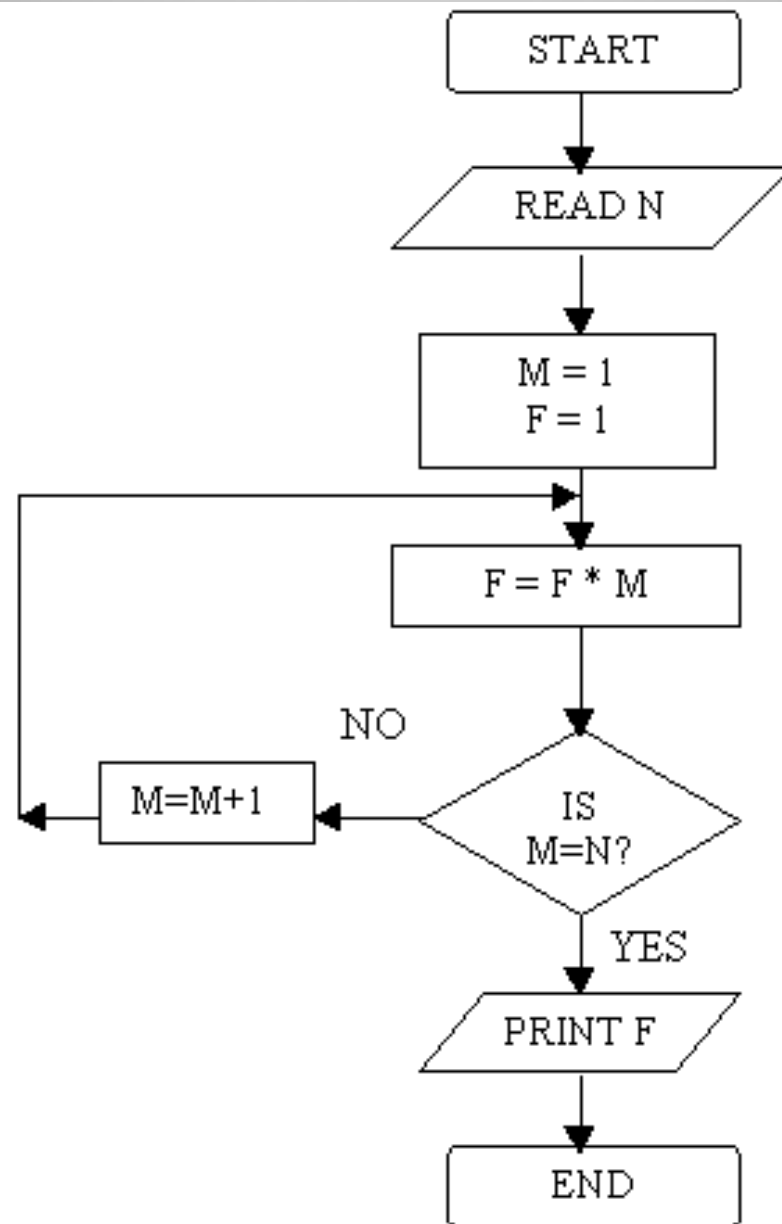 START
READ N
M = 1
F = 1
F = F * M
NO
M=M+1
IS
M=N?
YES
PRINT F
END